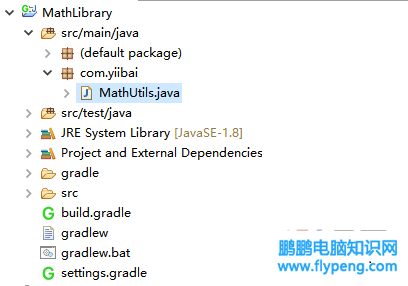 MathLibrary
src/main/java
(default package)
com.yiibai
MathUtils.java
src/test/java
JRE System Library [JavaSE-1.8]
Project and External Dependencies
gradle
src
build.gradle
gradlew
gradlew.bat
settings.gradle
鹏鹏电脑知识网
www.flypeng.com